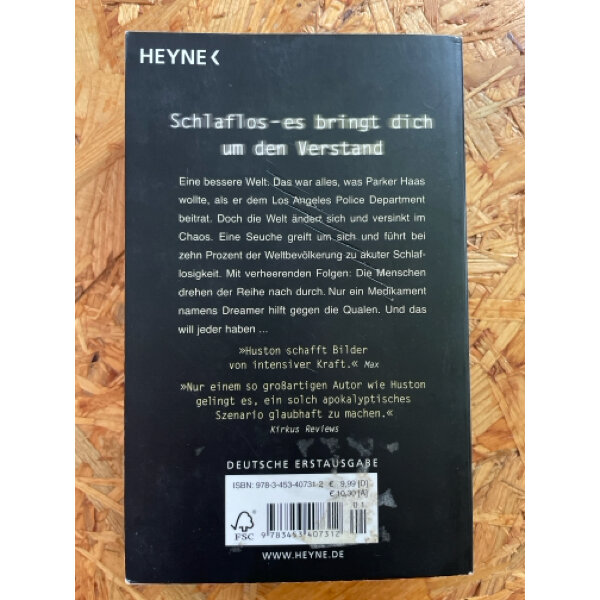 HEYNE<
Schlaflos–es bringt dich
um den Verstand
Eine bessere Welt. Das war alles, was Parker Haas
wollte, als er dem Los Angeles Police Department
beitrat. Doch die Welt ändert sich und versinkt im
Chaos. Eine Seuche greift um sich und führt bei
zehn Prozent der Weltbevölkerung zu akuter Schlaf-
losigkeit. Mit verheerenden Folgen: Die Menschen
drehen der Reihe nach durch. Nur ein Medikament
namens Dreamer hilft gegen die Qualen. Und das
will jeder haben ...
»Huston schafft Bilder
von intensiver Kraft.« Max
»Nur einem so großartigen Autor wie Huston
gelingt es, ein solch apokalyptisches
Szenario glaubhaft zu machen.«
Kirkus Reviews
DEUTSCHE ERSTAUSGABE
ISBN: 978-3-453-40731-2 € 9,99 [D]
€ 10,30 [A]
01
9 783453 407312
FSC
WWW.HEYNE.DE